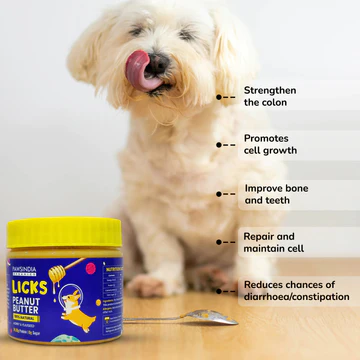 Strengthen
the colon
Promotes
cell growth
Improve bone
and teeth
Repair and
maintain cell
Reduces chances of
diarrhoea/constipation
PAWSINDIA
LICKS
PEANUT
BUTTER